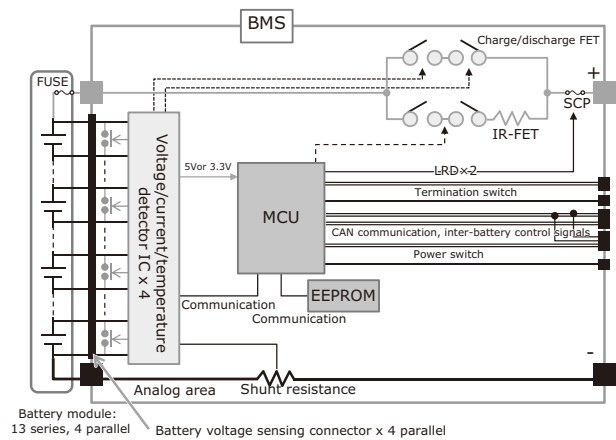 BMS
Charge/discharge FET
FUSE
+
SCP
IR-FET
Voltage/current/temperature
detector IC x 4
5Vor 3.3V
MCU
LRD×2
Termination switch
CAN communication, inter-battery control signals
Power switch
Communication
EEPROM
Communication
-
Analog area
Shunt resistance
Battery module:
13 series, 4 parallel
Battery voltage sensing connector x 4 parallel